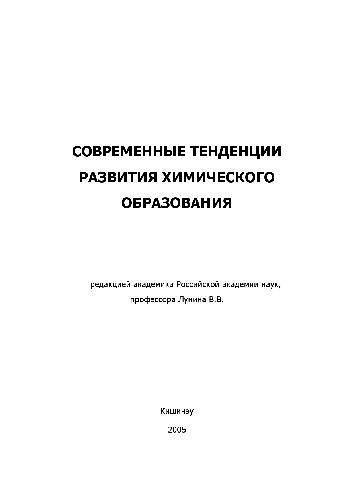 СОВРЕМЕННЫЕ ТЕНДЕНЦИИ
РАЗВИТИЯ ХИМИЧЕСКОГО
ОБРАЗОВАНИЯ
редакцией академика Российской академии наук,
профессора Лунина В.В.
Кишинэу
2005